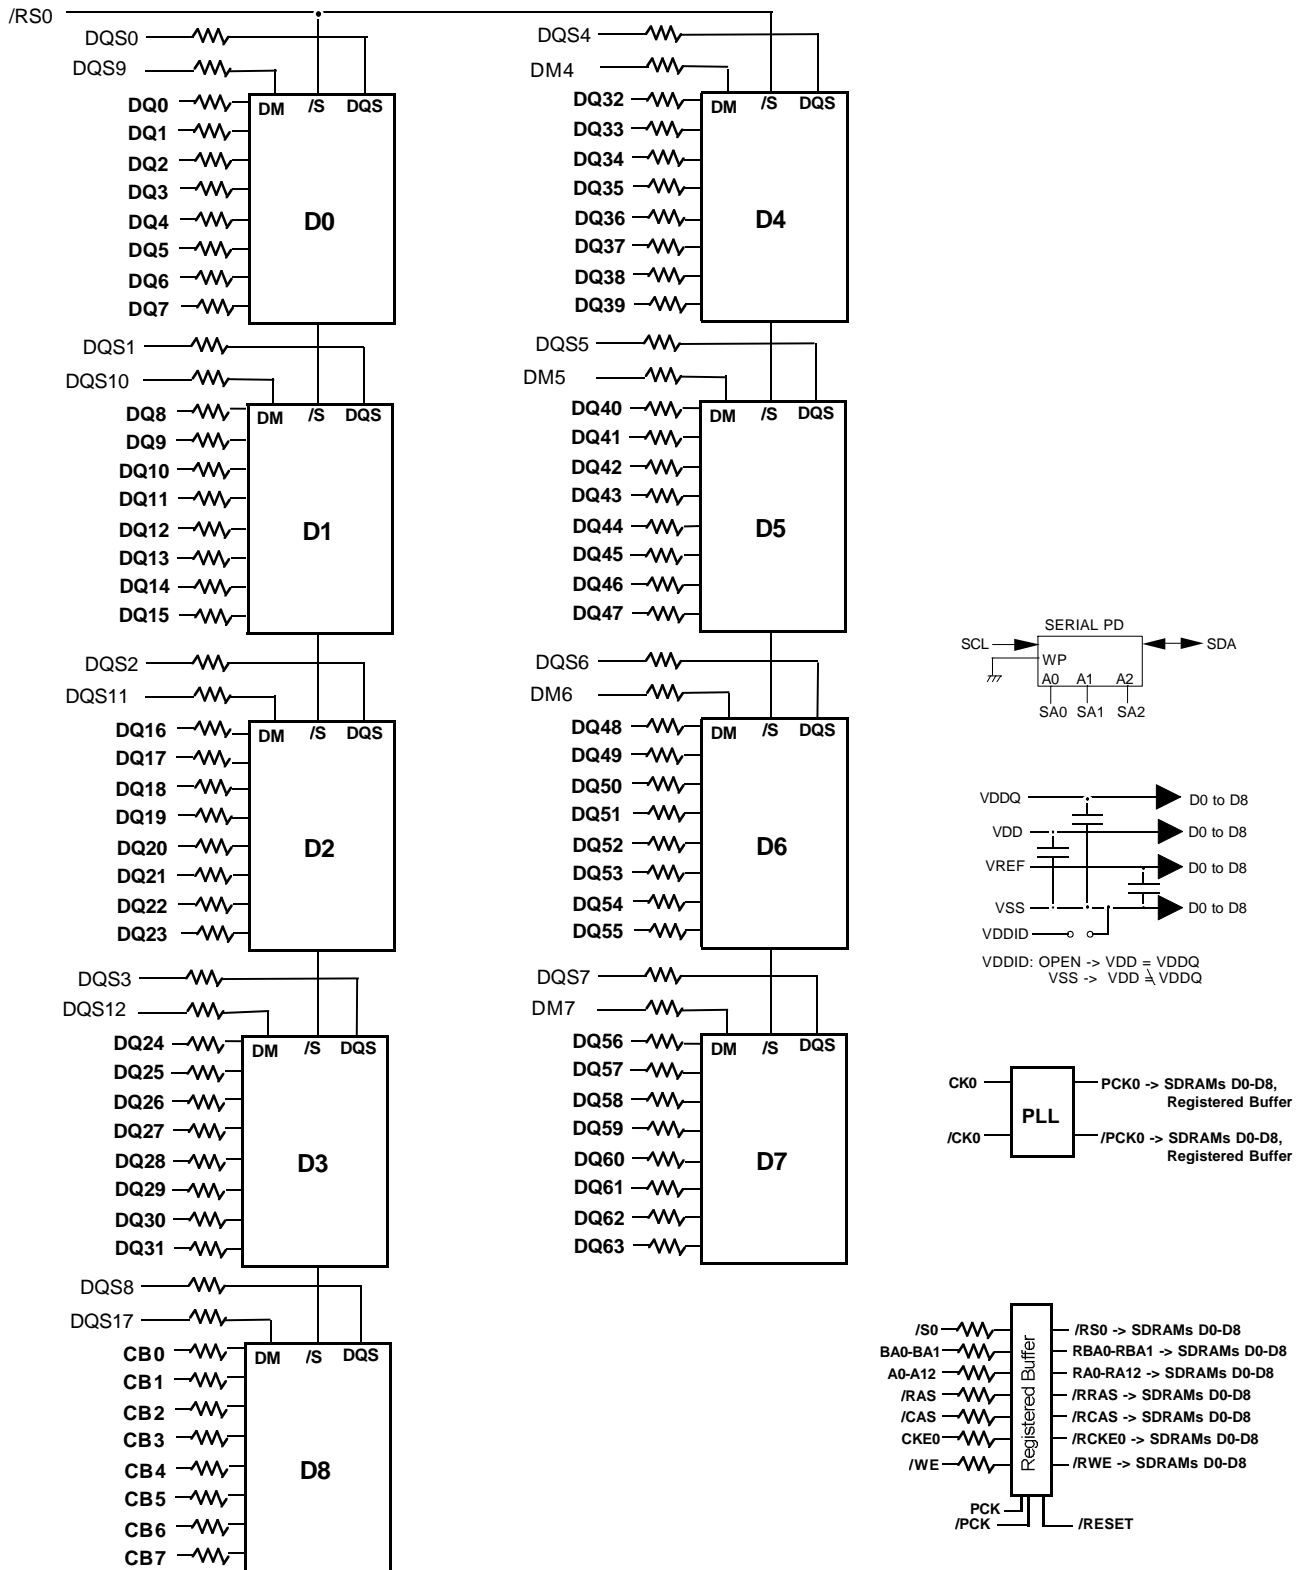 /RS0
DQS0
DQS9
DM /S DQS
DQ0
DQ1
DQ2
DQ3
DQ4
DQ5
DQ6
DQ7
D0
DQS1
DQS10
DM /S DQS
DQ8
DQ9
DQ10
DQ11
DQ12
DQ13
DQ14
DQ15
D1
DQS2
DQS11
DM /S DQS
DQ16
DQ17
DQ18
DQ19
DQ20
DQ21
DQ22
DQ23
D2
DQS3
DQS12
DM /S DQS
DQ24
DQ25
DQ26
DQ27
DQ28
DQ29
DQ30
DQ31
D3
DQS8
DQS17
DM /S DQS
CB0
CB1
CB2
CB3
CB4
CB5
CB6
CB7
D8
DQS4
DM4
DM /S DQS
DQ32
DQ33
DQ34
DQ35
DQ36
DQ37
DQ38
DQ39
D4
DQS5
DM5
DM /S DQS
DQ40
DQ41
DQ42
DQ43
DQ44
DQ45
DQ46
DQ47
D5
DQS6
DM6
DM /S DQS
DQ48
DQ49
DQ50
DQ51
DQ52
DQ53
DQ54
DQ55
D6
DQS7
DM7
DM /S DQS
DQ56
DQ57
DQ58
DQ59
DQ60
DQ61
DQ62
DQ63
D7
SERIAL PD
SCL
SDA
WP
A0 A1 A2
SA0 SA1 SA2
VDDQ D0 to D8
VDD D0 to D8
VREF D0 to D8
VSS D0 to D8
VDDID
VDDID: OPEN -> VDD = VDDQ
VSS -> VDD ≠ VDDQ
CK0
/CK0
PLL
PCK0 -> SDRAMs D0-D8,
Registered Buffer
/PCK0 -> SDRAMs D0-D8,
Registered Buffer
/S0 /RS0 -> SDRAMs D0-D8
BA0-BA1 RBA0-RBA1 -> SDRAMs D0-D8
A0-A12 RA0-RA12 -> SDRAMs D0-D8
/RAS /RRAS -> SDRAMs D0-D8
/CAS /RCAS -> SDRAMs D0-D8
CKE0 /RCKE0 -> SDRAMs D0-D8
/WE /RWE -> SDRAMs D0-D8
Registered Buffer
PCK
/PCK
/RESET